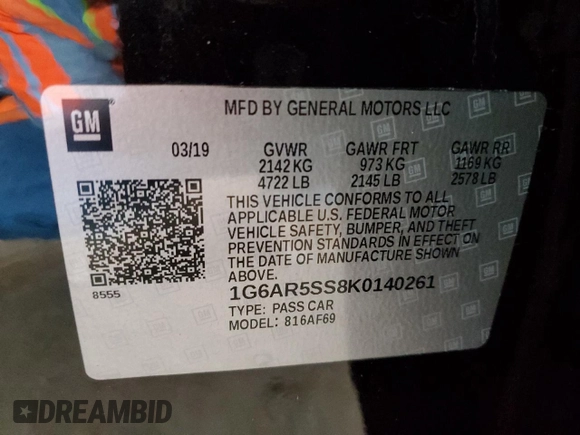 GM
MFD BY GENERAL MOTORS LLC
03/19 GVWR GAWR FRT GAWR RR
2142 KG 973 KG 1169 KG
4722 LB 2145 LB 2578 LB
THIS VEHICLE CONFORMS TO ALL
APPLICABLE U.S. FEDERAL MOTOR
VEHICLE SAFETY, BUMPER, AND THEFT
PREVENTION STANDARDS IN EFFECT ON
THE DATE OF MANUFACTURE SHOWN
ABOVE.
8555
1G6AR5SS8K0140261
TYPE: PASS CAR
MODEL: 816AF69
DREAMBID